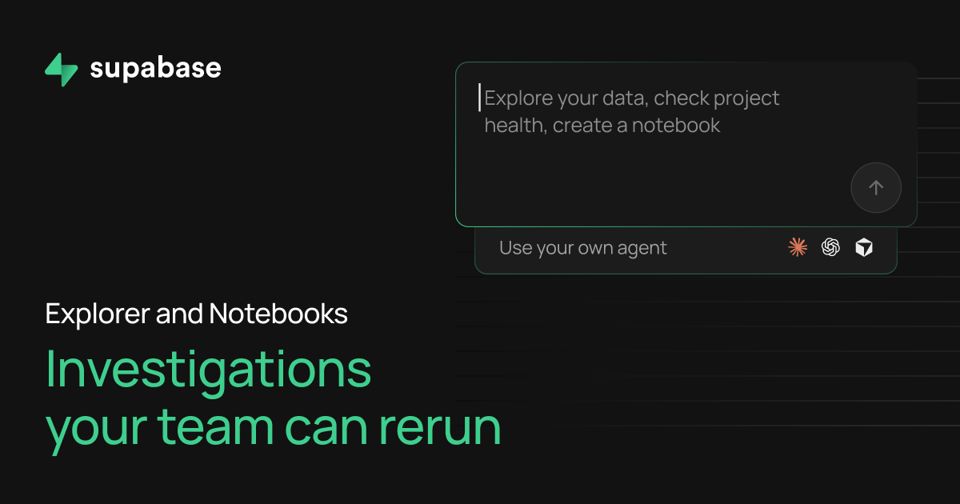 supabase
Explore your data, check project
health, create a notebook
Use your own agent
Explorer and Notebooks
Investigations
your team can rerun